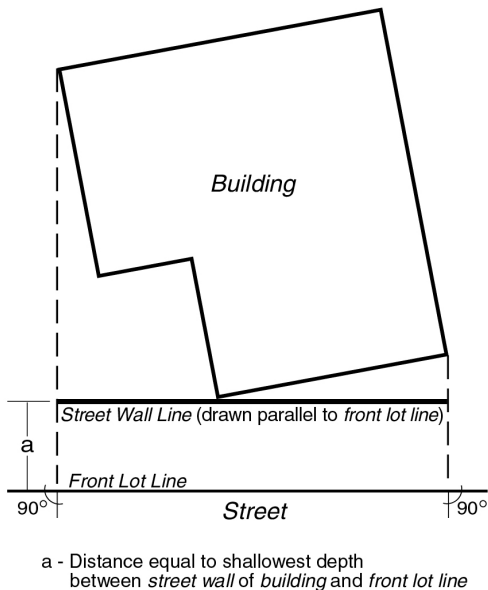 Building
Street Wall Line (drawn parallel to front lot line)
a
Front Lot Line
90° Street 90°
a - Distance equal to shallowest depth
between street wall of building and front lot line